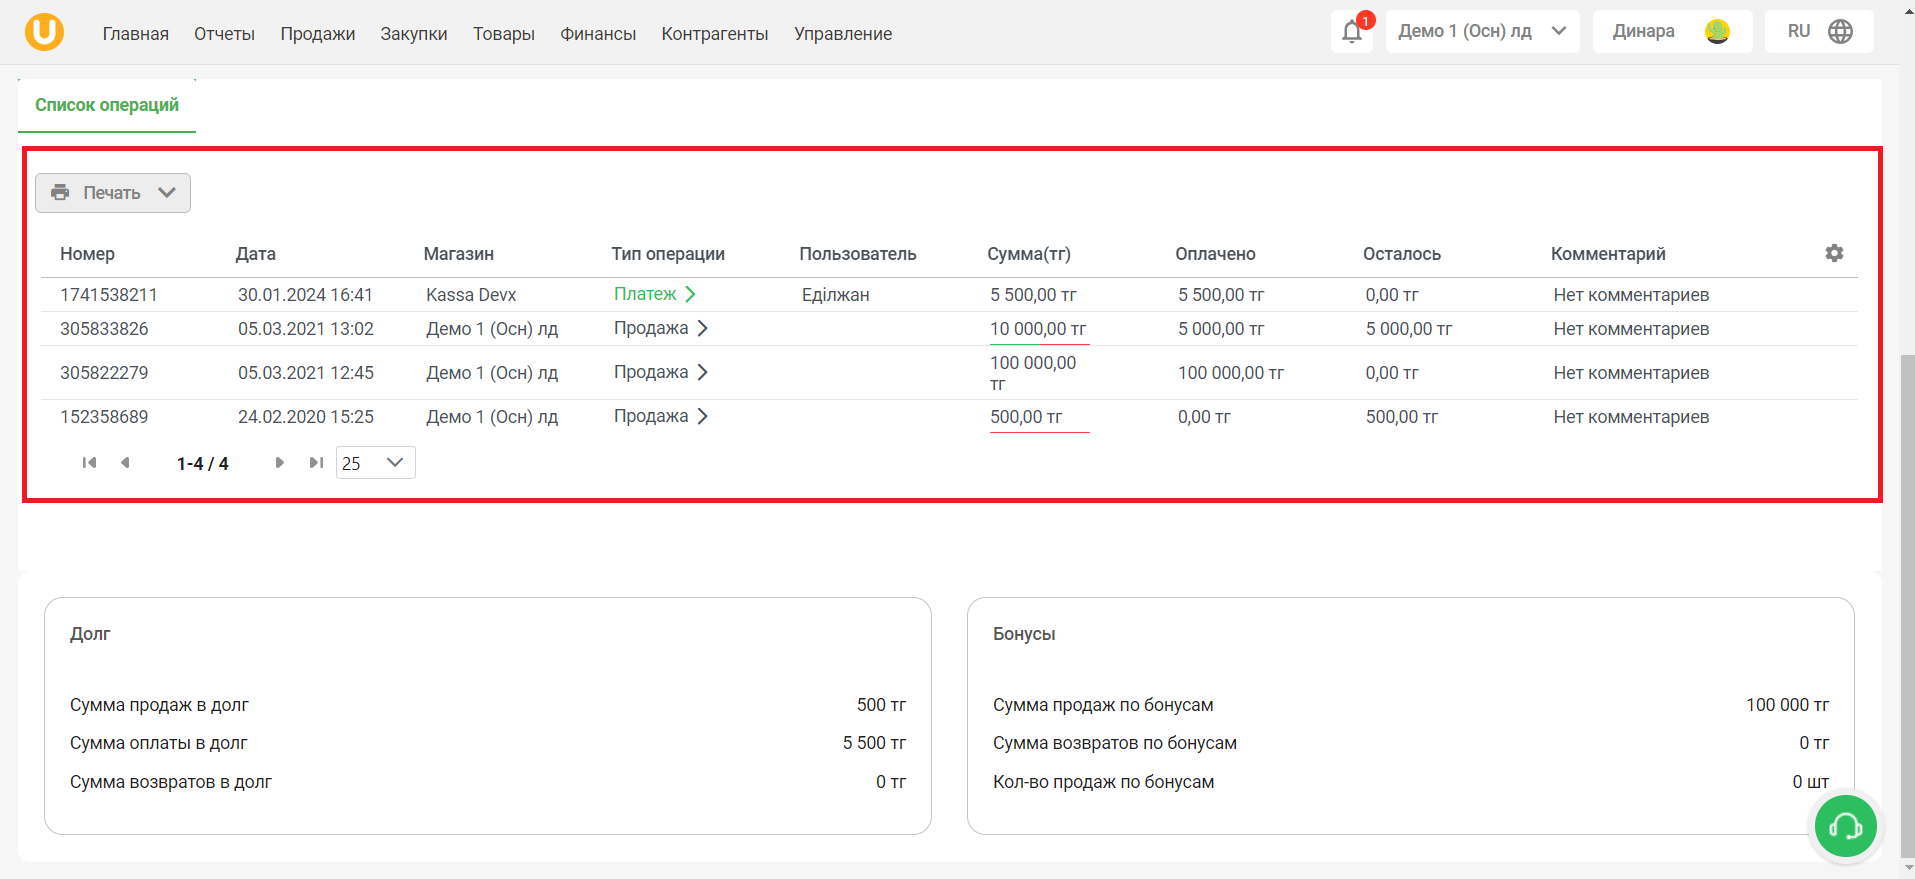 U Главная Отчеты Продажи Закупки Товары Финансы Контрагенты Управление 1 Демо 1 (Осн) лд Динара RU
Список операций
Печать
Номер Дата Магазин Тип операции Пользователь Сумма(тг) Оплачено Осталось Комментарий
1741538211 30.01.2024 16:41 Kassa Devx Платеж Еділжан 5 500,00 тг 5 500,00 тг 0,00 тг Нет комментариев
305833826 05.03.2021 13:02 Демо 1 (Осн) лд Продажа 10 000,00 тг 5 000,00 тг 5 000,00 тг Нет комментариев
305822279 05.03.2021 12:45 Демо 1 (Осн) лд Продажа 100 000,00 тг 100 000,00 тг 0,00 тг Нет комментариев
152358689 24.02.2020 15:25 Демо 1 (Осн) лд Продажа 500,00 тг 0,00 тг 500,00 тг Нет комментариев
1-4 / 4 25
Долг
Сумма продаж в долг 500 тг
Сумма оплаты в долг 5 500 тг
Сумма возвратов в долг 0 тг
Бонусы
Сумма продаж по бонусам 100 000 тг
Сумма возвратов по бонусам 0 тг
Кол-во продаж по бонусам 0 шт